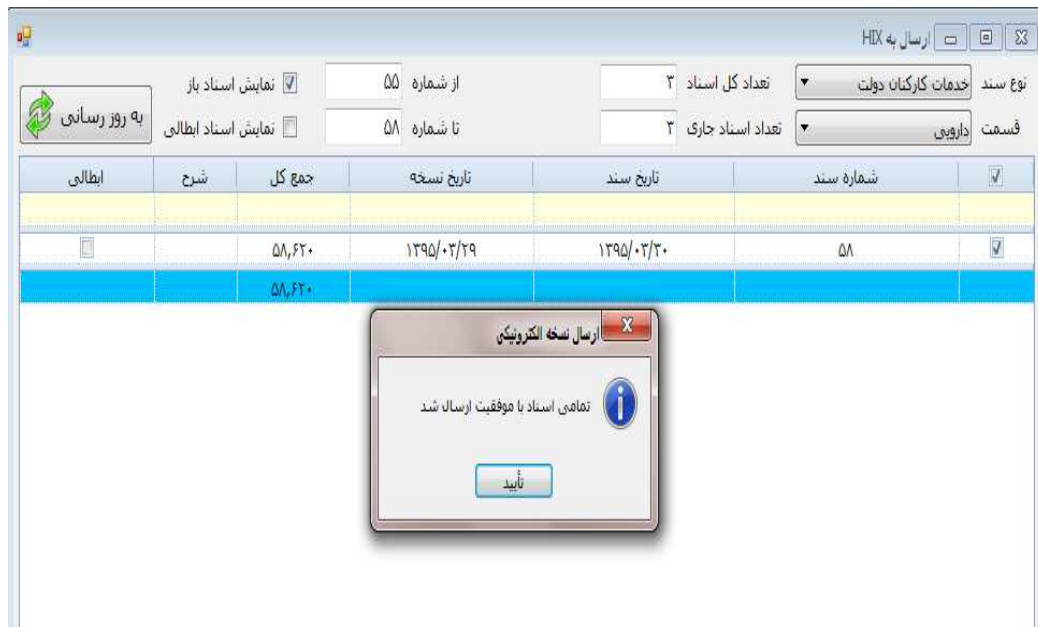 ارسال به HIX
نوع سند خدمات کارکنان دولت تعداد کل اسناد ۳ از شماره ۵۵ نمایش اسناد باز
قسمت دارویی تعداد اسناد جاری ۳ تا شماره ۵۸ نمایش اسناد ابطالی
به روز رسانی
شماره سند تاریخ سند تاریخ نسخه جمع کل شرح ابطالی
۵۸ ۱۳۹۵/۰۳/۳۰ ۱۳۹۵/۰۳/۲۹ ۵۸,۶۲۰
۵۸,۶۲۰
ارسال نسخه الکترونیکی
تمامی اسناد با موفقیت ارسال شد
تأیید